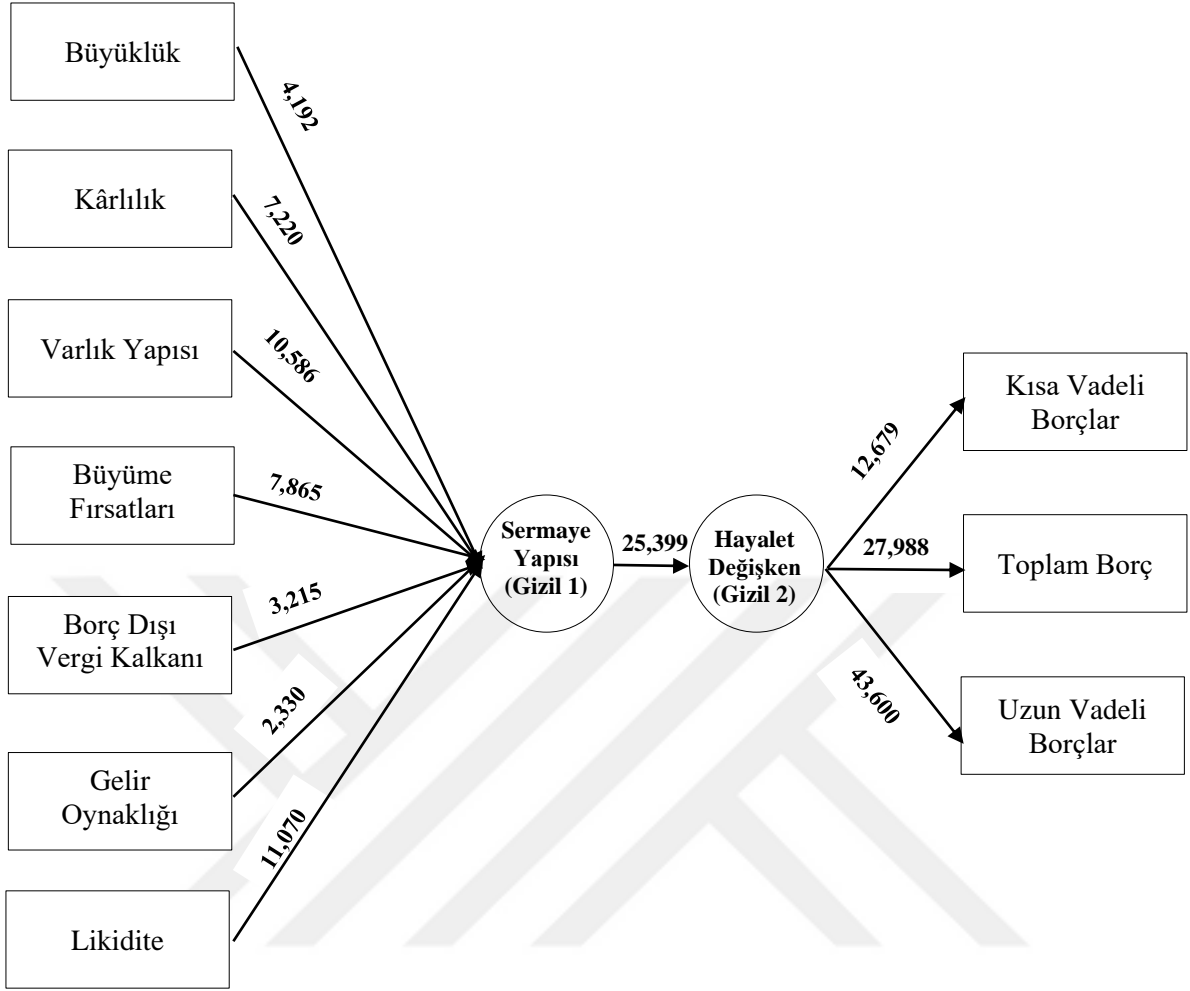 Büyüklük
4,192
Kârlılık
7,220
Varlık Yapısı
10,586
Büyüme
Fırsatları
7,865
Borç Dışı
Vergi Kalkanı
3,215
Gelir
Oynaklığı
2,330
Likidite
11,070
Sermaye
Yapısı
(Gizil 1)
25,399
Hayalet
Değişken
(Gizil 2)
12,679
Kısa Vadeli
Borçlar
27,988
Toplam Borç
43,600
Uzun Vadeli
Borçlar